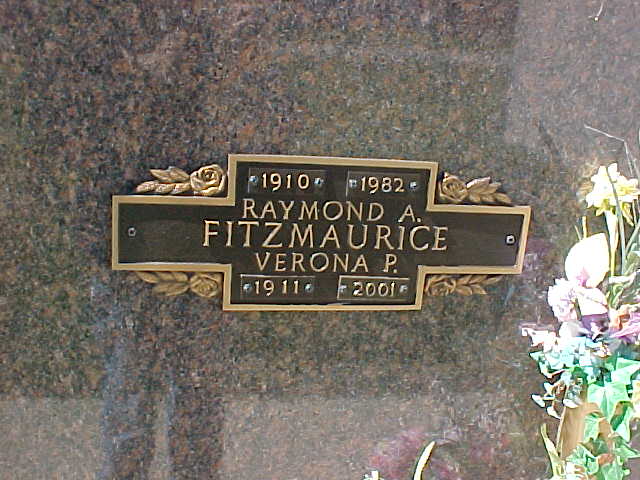 1910 1982
RAYMOND A.
FITZMAURICE
VERONA P.
1911 2001